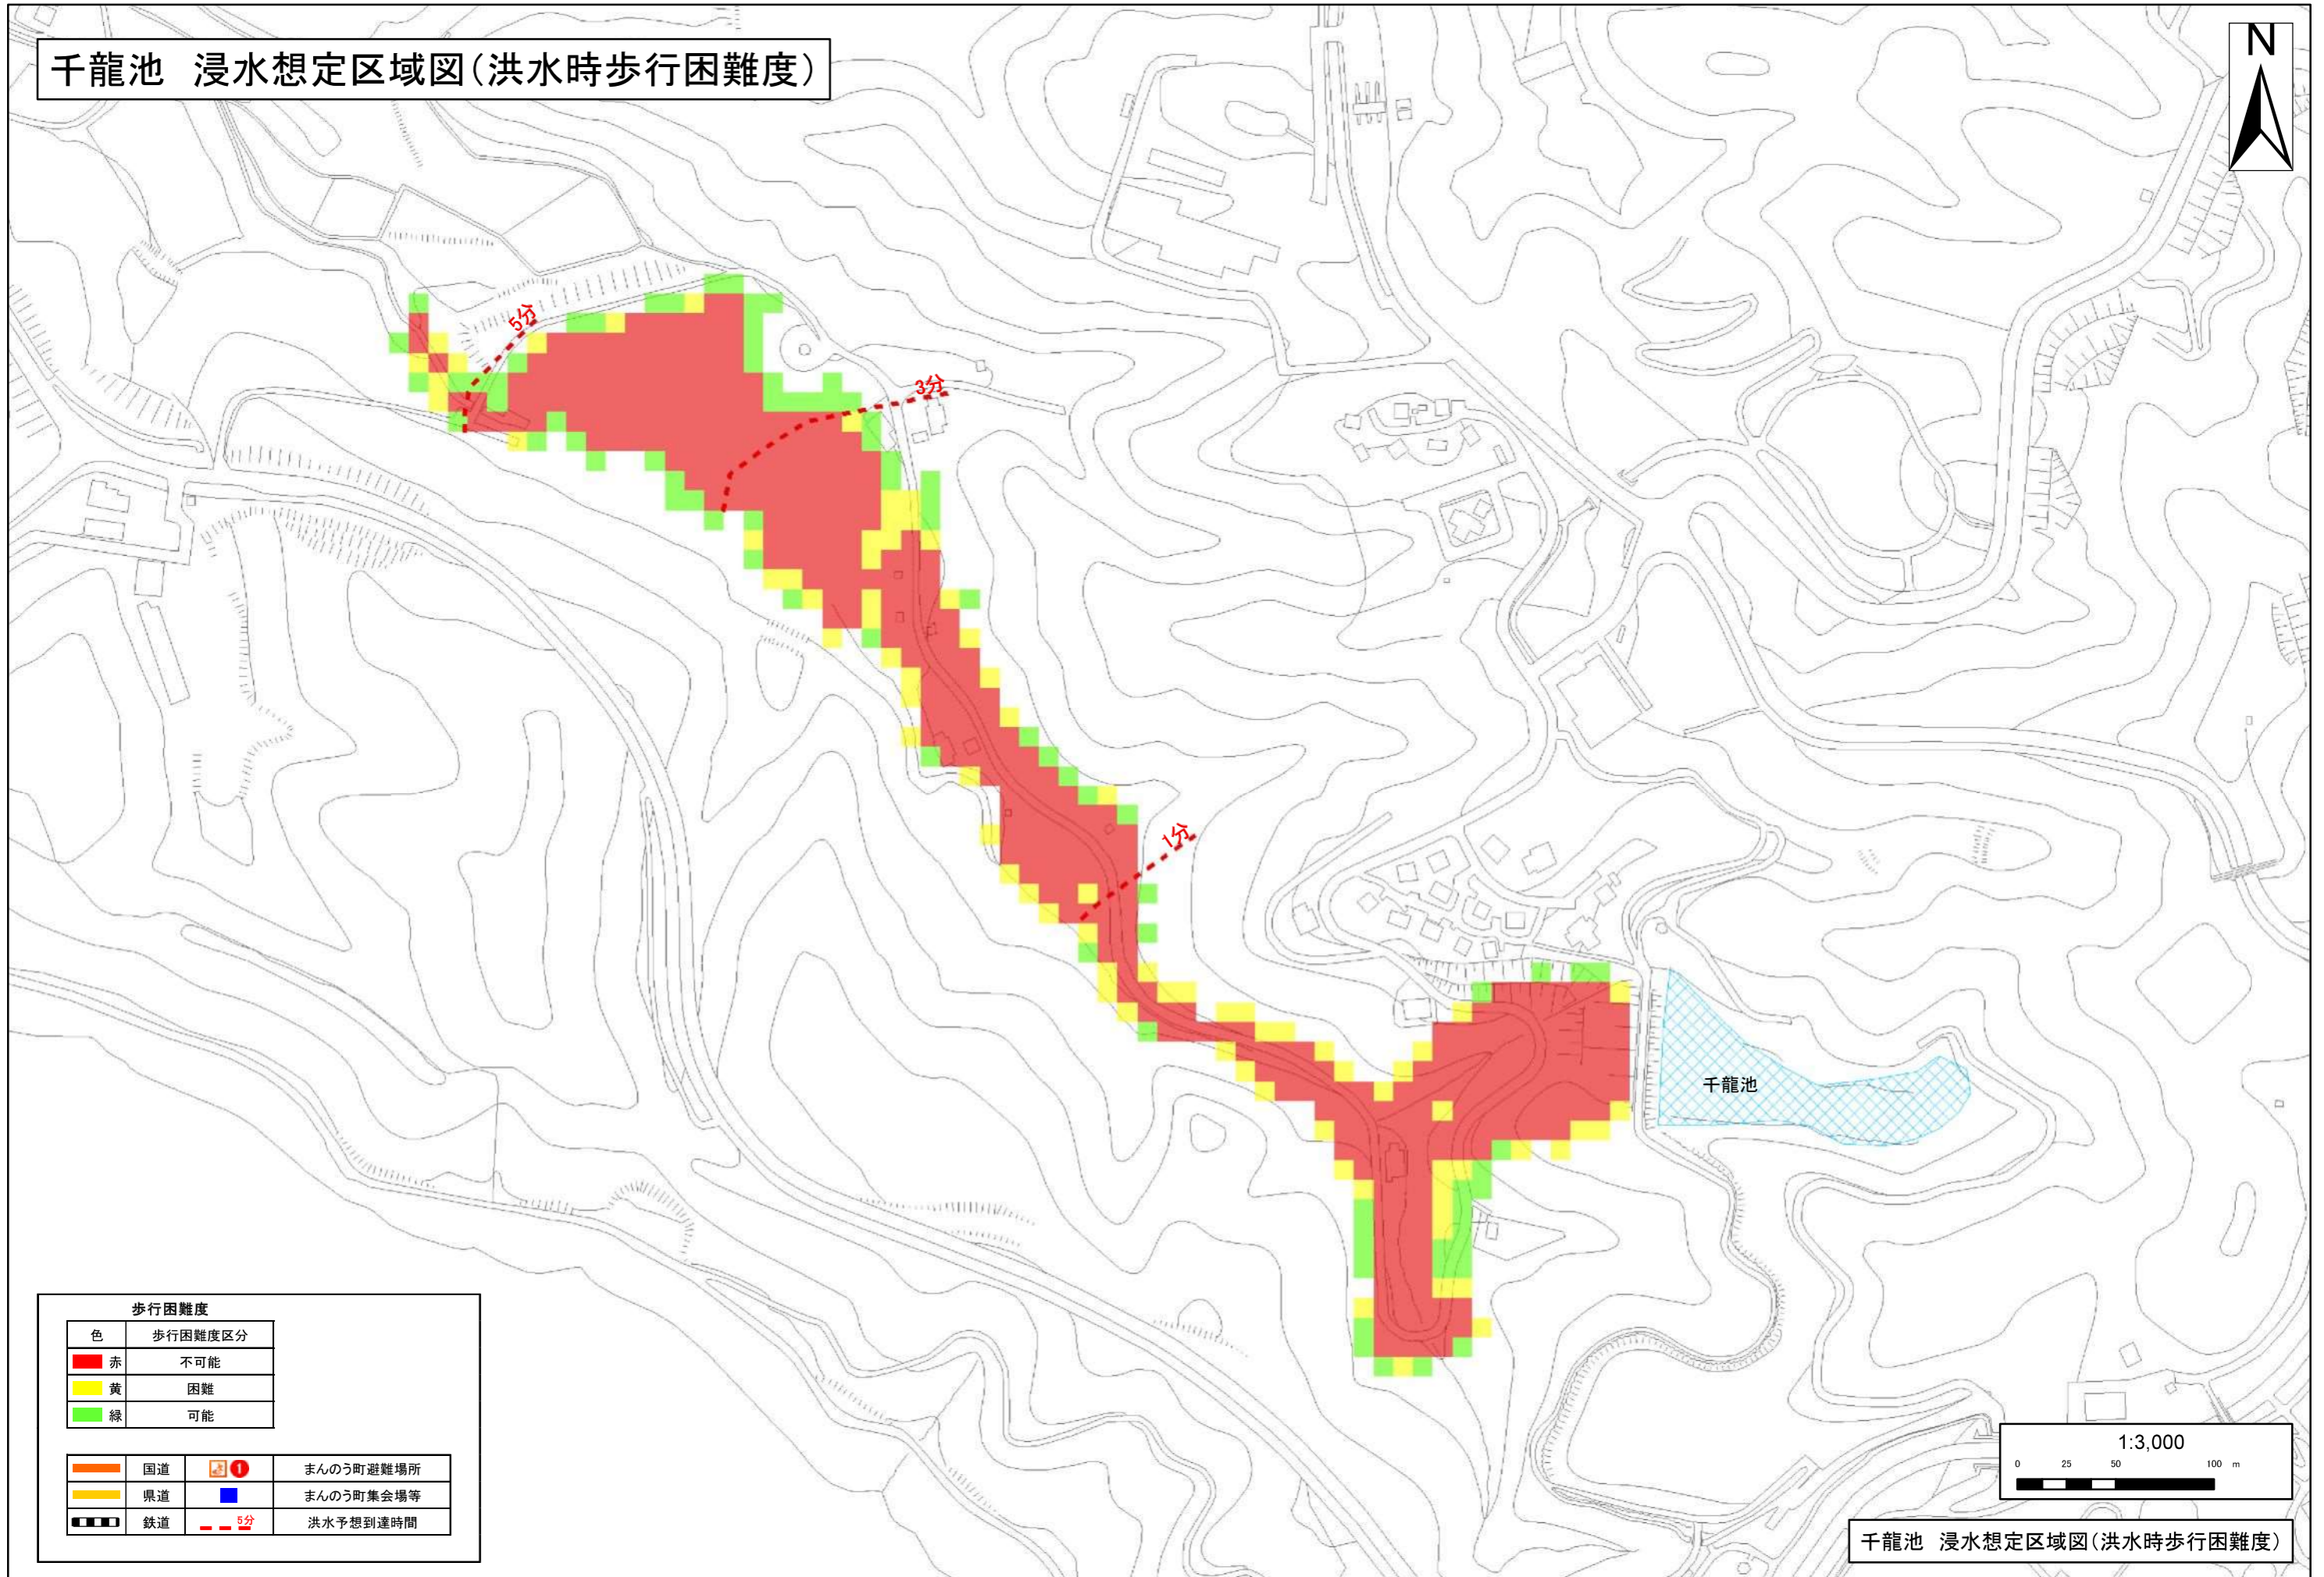 千龍池　浸水想定区域図(洪水時歩行困難度)
N
5分
3分
1分
千龍池
歩行困難度
色 歩行困難度区分
赤 不可能
黄 困難
緑 可能
国道 1 まんのう町避難場所
県道 まんのう町集会場等
鉄道 5分 洪水予想到達時間
1:3,000
0 25 50 100 m
千龍池　浸水想定区域図(洪水時歩行困難度)